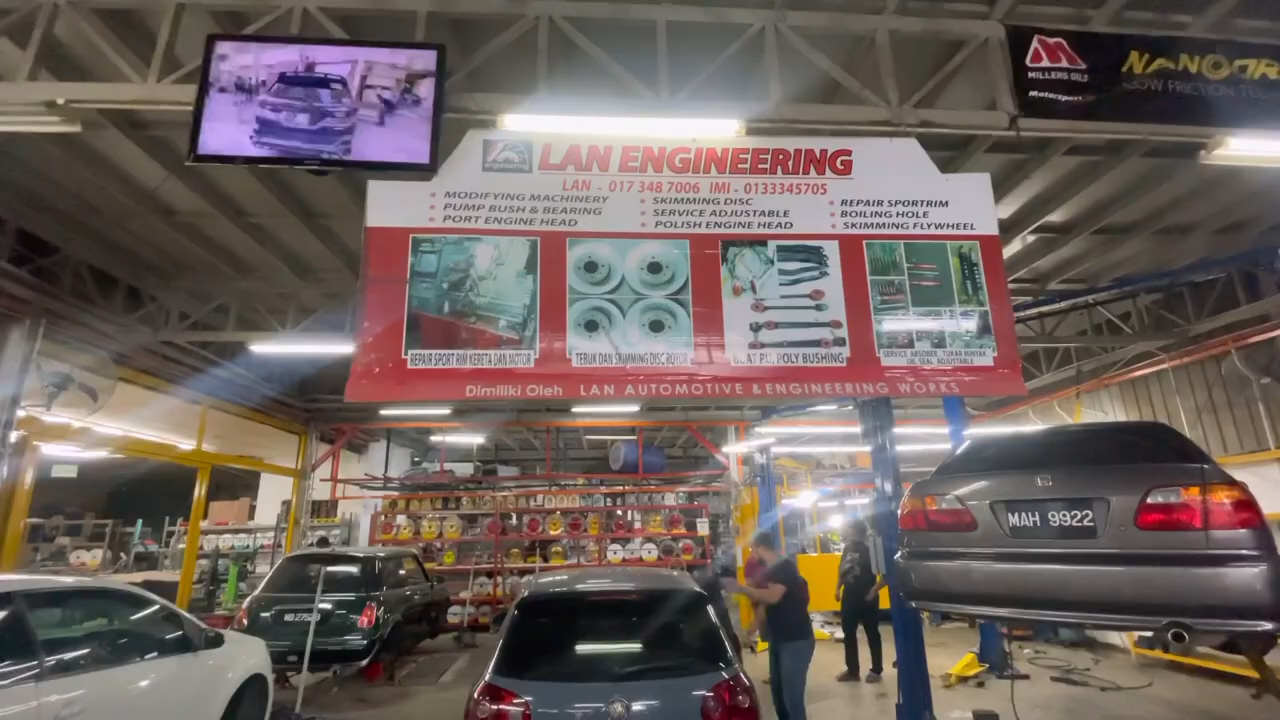 MILLERS OILS
Motorsport
LOW FRICTION
engineering
LAN ENGINEERING
LAN - 017 348 7006 IMI - 0133345705
• MODIFYING MACHINERY
• PUMP BUSH & BEARING
• PORT ENGINE HEAD
• SKIMMING DISC
• SERVICE ADJUSTABLE
• POLISH ENGINE HEAD
• REPAIR SPORTRIM
• BOILING HOLE
• SKIMMING FLYWHEEL
REPAIR SPORT RIM KERETA DAN MOTOR
TEBUK DAN SKIMMING DISC ROTOR
BUAT PU, POLY BUSHING
SERVICE ABSOBER, TUKAR MINYAK
OIL SEAL, ADJUSTABLE
Dimiliki Oleh LAN AUTOMOTIVE & ENGINEERING WORKS
MAH 9922